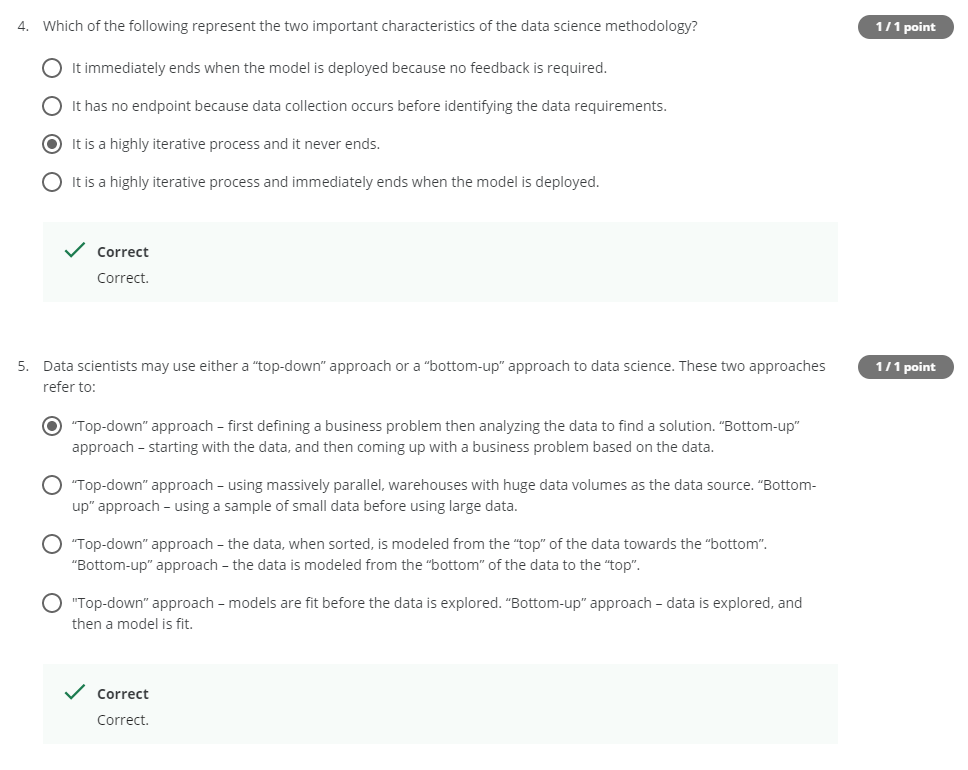 4. Which of the following represent the two important characteristics of the data science methodology?
1 / 1 point
It immediately ends when the model is deployed because no feedback is required.
It has no endpoint because data collection occurs before identifying the data requirements.
It is a highly iterative process and it never ends.
It is a highly iterative process and immediately ends when the model is deployed.
Correct
Correct.
5. Data scientists may use either a “top-down” approach or a “bottom-up” approach to data science. These two approaches
refer to:
1 / 1 point
“Top-down” approach – first defining a business problem then analyzing the data to find a solution. “Bottom-up”
approach – starting with the data, and then coming up with a business problem based on the data.
“Top-down” approach – using massively parallel, warehouses with huge data volumes as the data source. “Bottom-
up” approach – using a sample of small data before using large data.
“Top-down” approach – the data, when sorted, is modeled from the “top” of the data towards the “bottom”.
“Bottom-up” approach – the data is modeled from the “bottom” of the data to the “top”.
"Top-down” approach – models are fit before the data is explored. “Bottom-up” approach – data is explored, and
then a model is fit.
Correct
Correct.